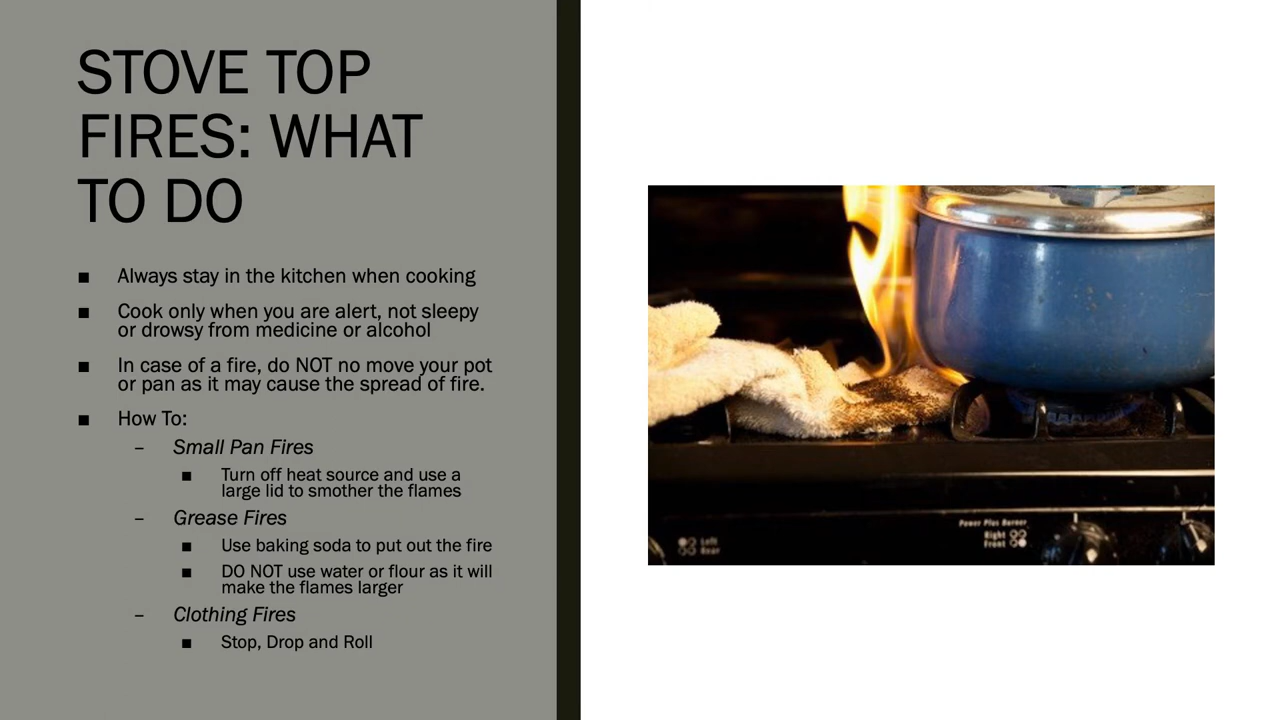 STOVE TOP
FIRES: WHAT
TO DO
■ Always stay in the kitchen when cooking
■ Cook only when you are alert, not sleepy
or drowsy from medicine or alcohol
■ In case of a fire, do NOT no move your pot
or pan as it may cause the spread of fire.
■ How To:
– Small Pan Fires
■ Turn off heat source and use a
large lid to smother the flames
– Grease Fires
■ Use baking soda to put out the fire
■ DO NOT use water or flour as it will
make the flames larger
– Clothing Fires
■ Stop, Drop and Roll
Left
Rear
Power Plus Burner
Right
Front